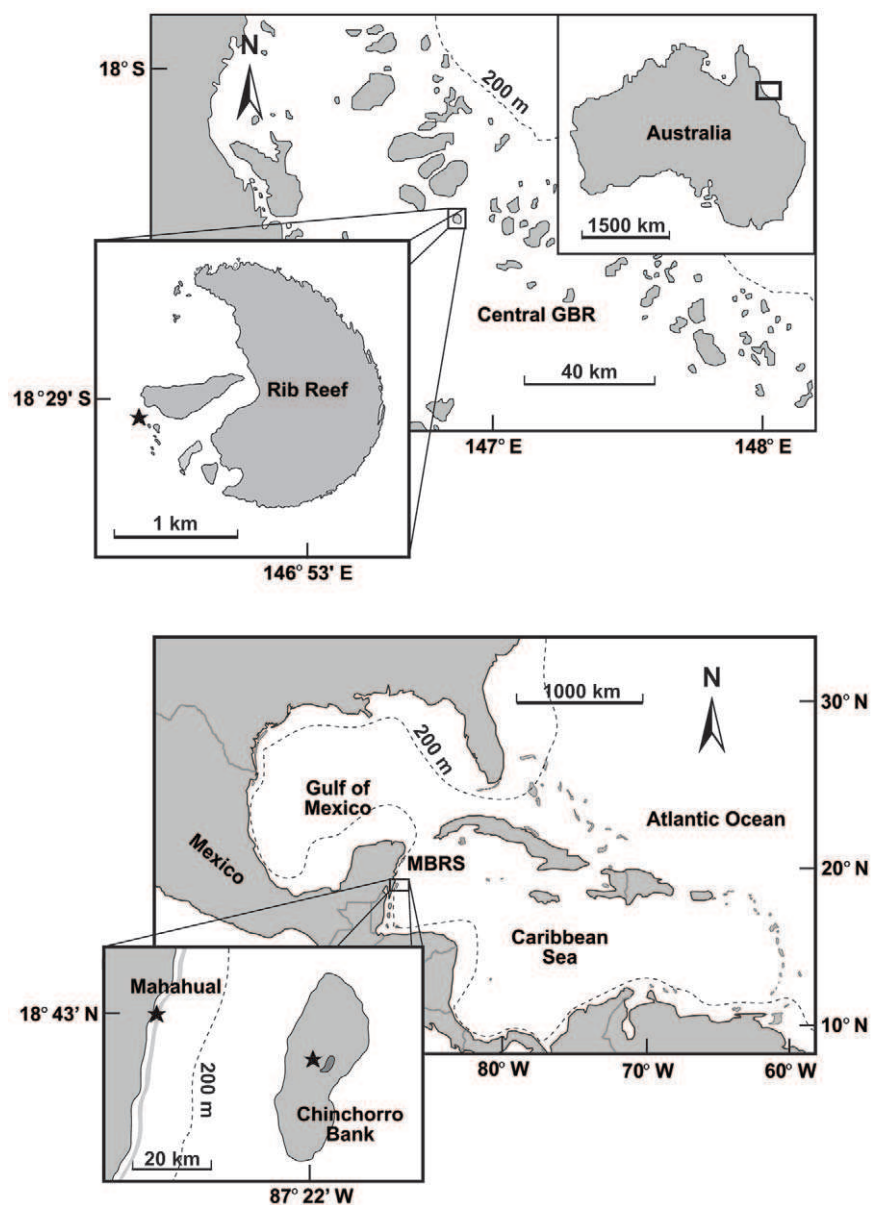 18° S
N
200 m
Australia
1500 km
Central GBR
40 km
Rib Reef
18° 29' S
1 km
147° E
148° E
146° 53' E
1000 km
N
30° N
200 m
Gulf of
Mexico
Atlantic Ocean
Mexico
MBRS
20° N
Caribbean
Sea
Mahahual
18° 43’ N
200 m
10° N
Chinchorro
Bank
80° W
70° W
60° W
20 km
87° 22’ W